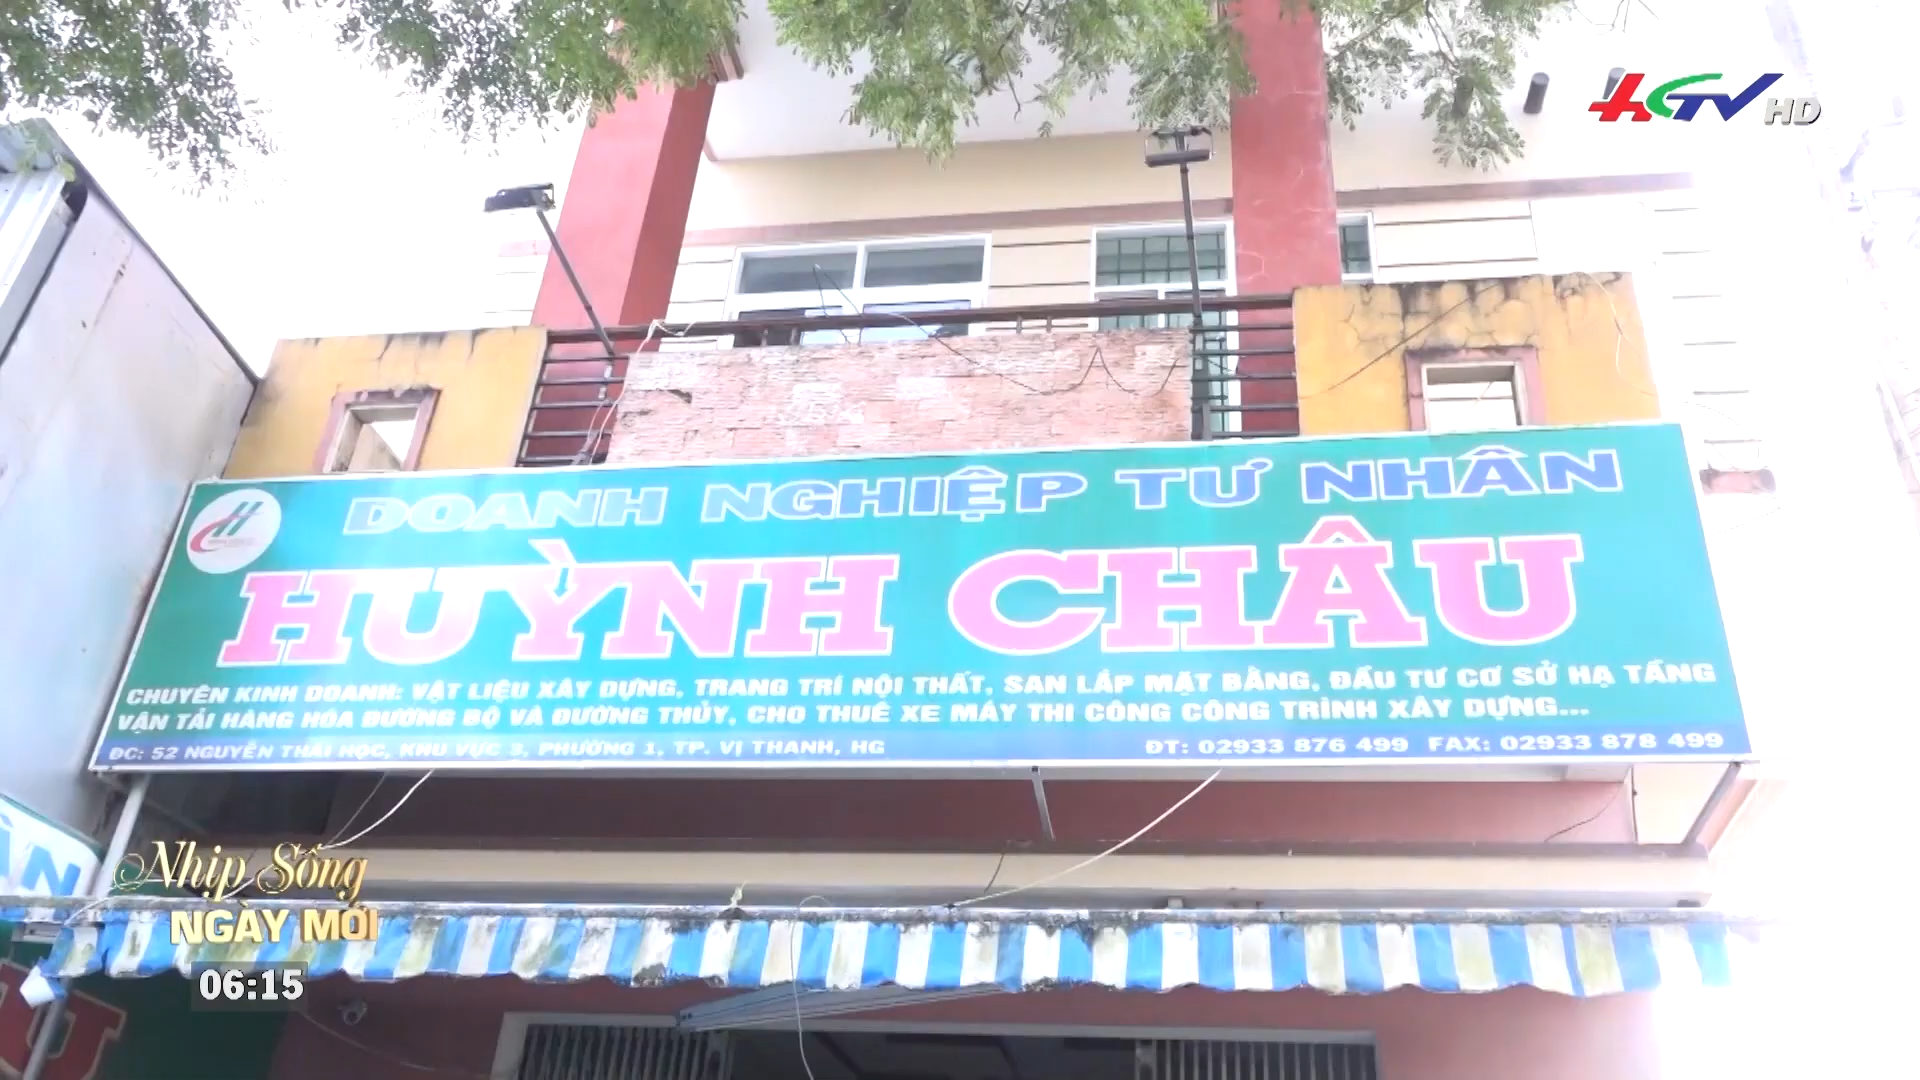 HGTV HD
DOANH NGHIỆP TƯ NHÂN
HUỲNH CHÂU
CHUYÊN KINH DOANH: VẬT LIỆU XÂY DỰNG, TRANG TRÍ NỘI THẤT, SAN LẤP MẶT BẰNG, ĐẦU TƯ CƠ SỞ HẠ TẦNG
VẬN TẢI HÀNG HÓA ĐƯỜNG BỘ VÀ ĐƯỜNG THỦY, CHO THUÊ XE MÁY THI CÔNG CÔNG TRÌNH XÂY DỰNG...
ĐC: 52 NGUYỄN THÁI HỌC, KHU VỰC 3, PHƯỜNG 1, TP. VỊ THANH, HG ĐT: 02933 876 499 FAX: 02933 878 499
Nhịp Sống
NGÀY MỚI
06:15